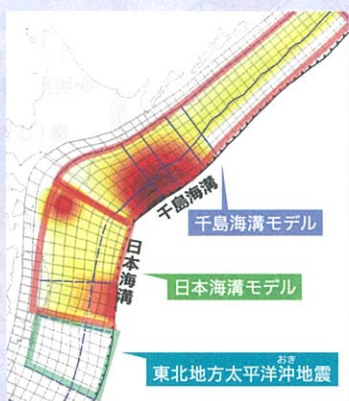 千島海溝
千島海溝モデル
日本海溝
日本海溝モデル
おき
東北地方太平洋沖地震